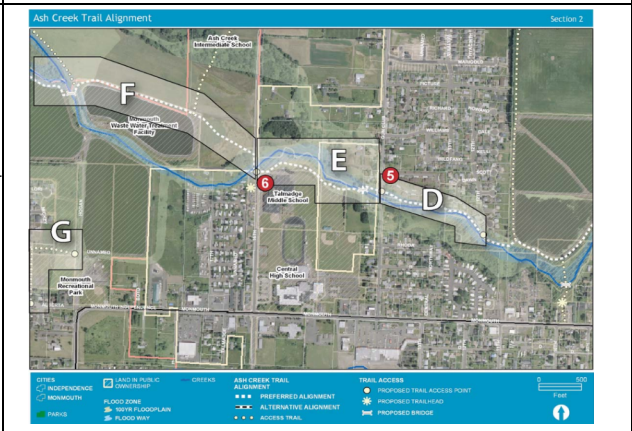 Ash Creek Trail Alignment
Section 2
Ash Creek
Intermediate School
F
Monmouth
Waste Water Treatment
Facility
E
5
D
6
Talmadge
Middle School
G
UNNAMED
Monmouth
Recreational
Park
Central
High School
CITIES
INDEPENDENCE
MONMOUTH
PARKS
LAND IN PUBLIC
OWNERSHIP
FLOOD ZONE
100YR FLOODPLAIN
FLOOD WAY
CREEKS
ASH CREEK TRAIL
ALIGNMENT
PREFERRED ALIGNMENT
ALTERNATIVE ALIGNMENT
ACCESS TRAIL
TRAIL ACCESS
PROPOSED TRAIL ACCESS POINT
PROPOSED TRAILHEAD
PROPOSED BRIDGE
0 500
Feet